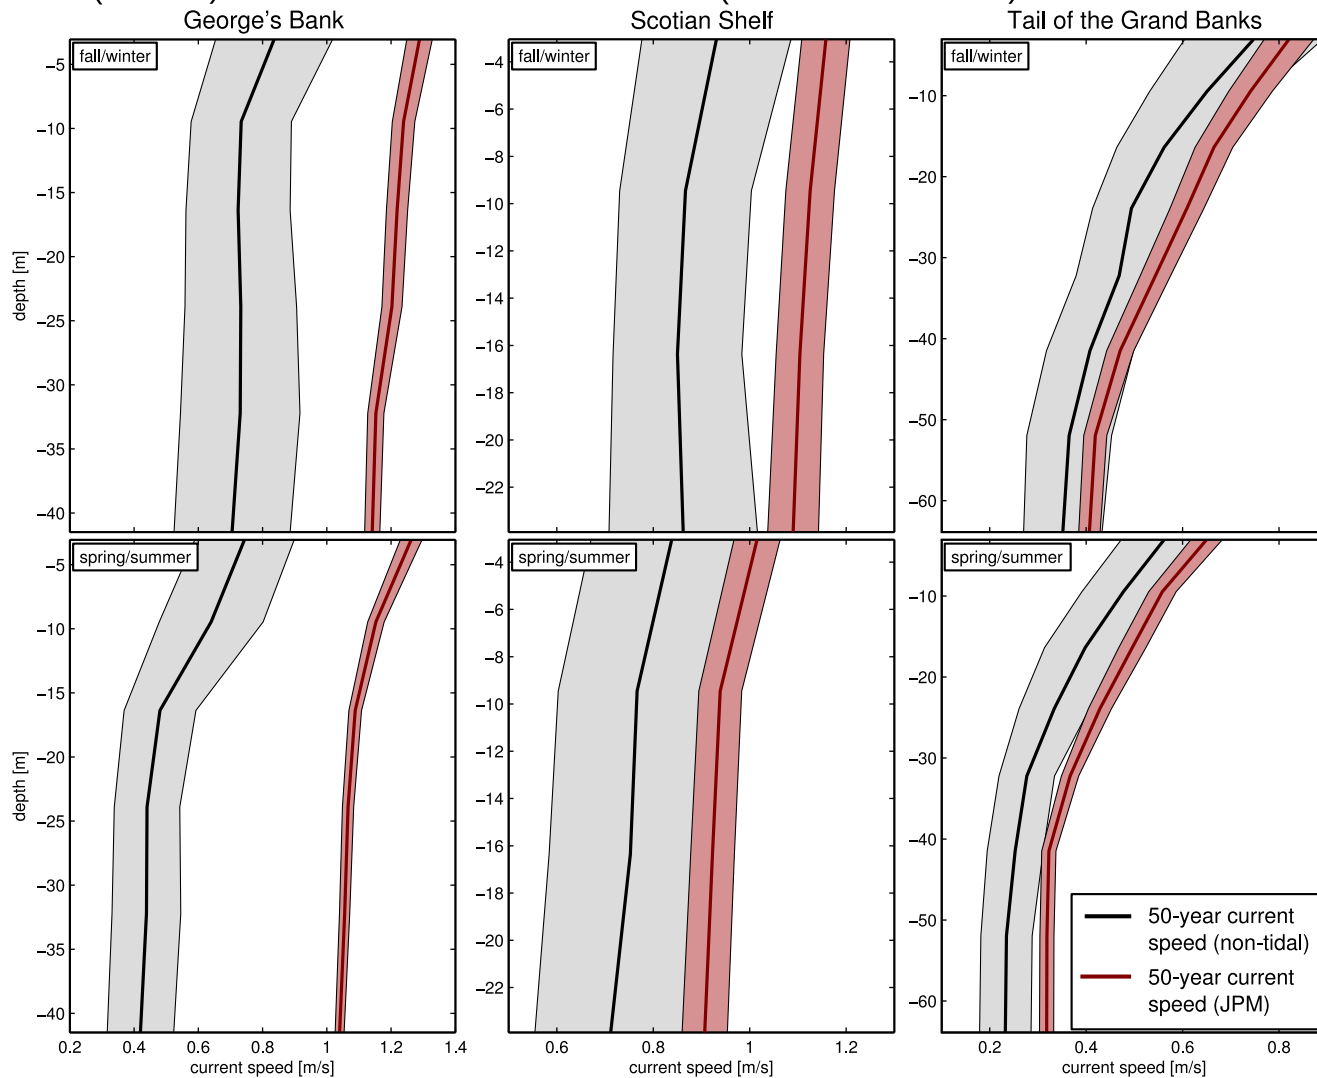 George's Bank
Scotian Shelf
Tail of the Grand Banks
fall/winter
−5
−10
−15
−20
−25
−30
−35
−40
depth [m]
fall/winter
−4
−6
−8
−10
−12
−14
−16
−18
−20
−22
fall/winter
−10
−20
−30
−40
−50
−60
spring/summer
−5
−10
−15
−20
−25
−30
−35
−40
depth [m]
0.2 0.4 0.6 0.8 1 1.2 1.4
current speed [m/s]
spring/summer
−4
−6
−8
−10
−12
−14
−16
−18
−20
−22
0.6 0.8 1 1.2
current speed [m/s]
spring/summer
−10
−20
−30
−40
−50
−60
0.2 0.4 0.6 0.8
current speed [m/s]
50-year current
speed (non-tidal)
50-year current
speed (JPM)